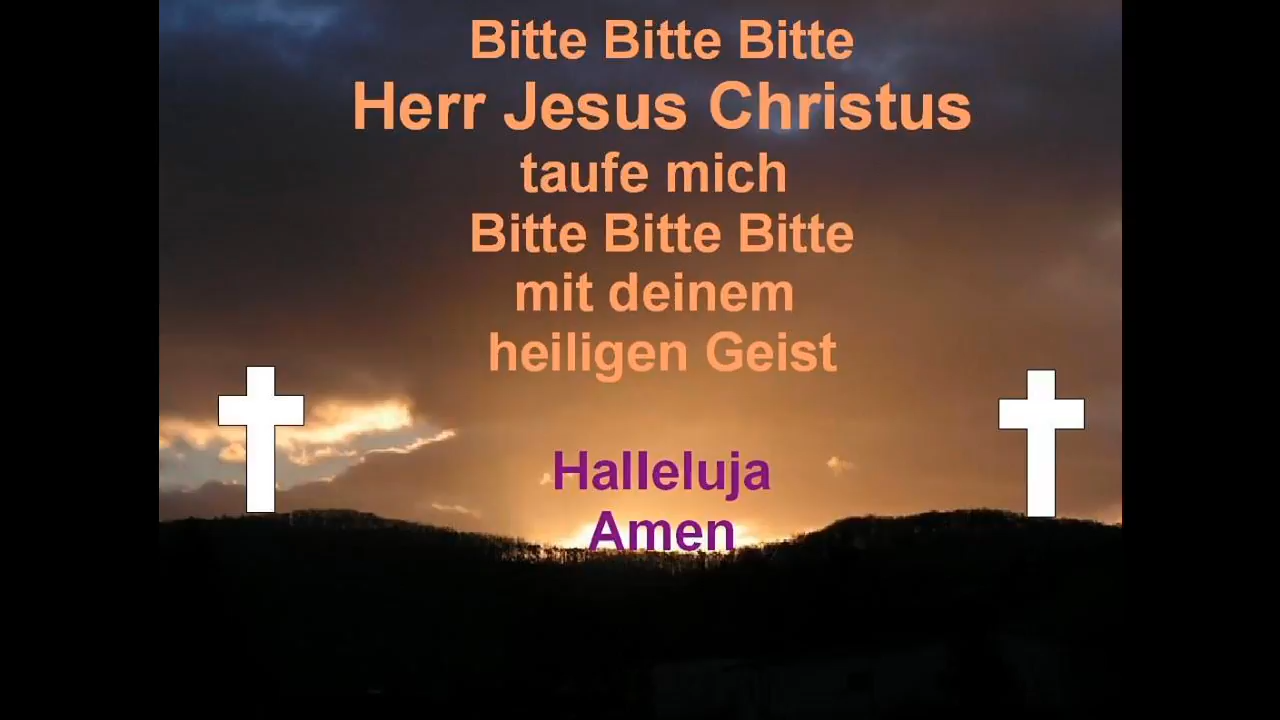 Bitte Bitte Bitte
Herr Jesus Christus
taufe mich
Bitte Bitte Bitte
mit deinem
heiligen Geist
Halleluja
Amen